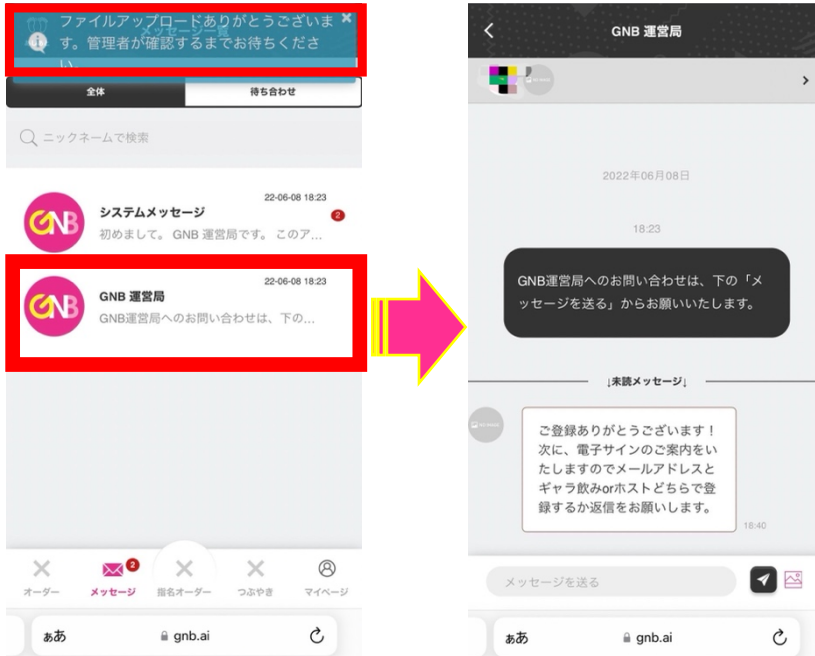 ファイルアップロードありがとうございま
す。管理者が確認するまでお待ちくださ
い。
メッセージ一覧
全体
待ち合わせ
ニックネームで検索
GNB
システムメッセージ
22-06-08 18:23
2
初めまして。 GNB 運営局です。 このア...
GNB
GNB 運営局
22-06-08 18:23
GNB運営局へのお問い合わせは、下の...
2
オーダー
メッセージ
指名オーダー
つぶやき
マイページ
ぁあ
gnb.ai
GNB 運営局
2022年06月08日
18:23
GNB運営局へのお問い合わせは、下の「メ
ッセージを送る」からお願いいたします。
↓未読メッセージ↓
ご登録ありがとうございます！
次に、電子サインのご案内をい
たしますのでメールアドレスと
ギャラ飲みorホストどちらで登
録するか返信をお願いします。
18:40
メッセージを送る
ぁあ
gnb.ai